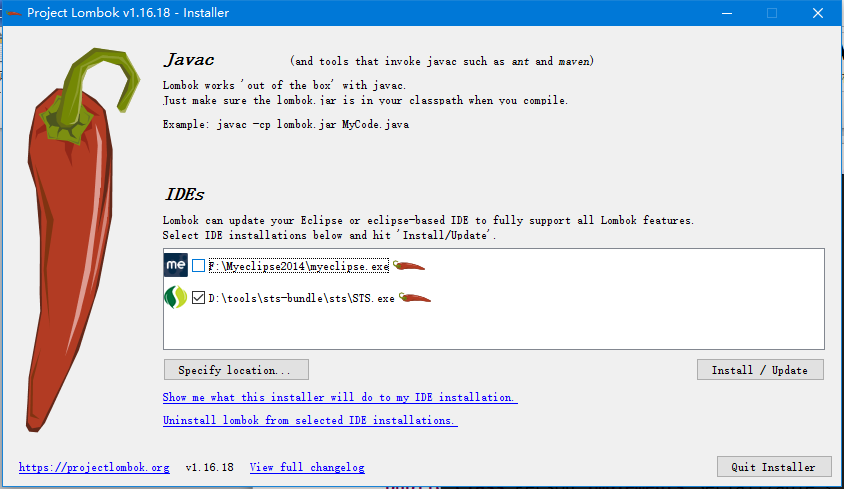 Project Lombok v1.16.18 - Installer
Javac (and tools that invoke javac such as ant and maven)
Lombok works 'out of the box' with javac.
Just make sure the lombok.jar is in your classpath when you compile.
Example: javac -cp lombok.jar MyCode.java
IDEs
Lombok can update your Eclipse or eclipse-based IDE to fully support all Lombok features.
Select IDE installations below and hit 'Install/Update'.
me F:\Myeclipse2014\myeclipse.exe
D:\tools\sts-bundle\sts\STS.exe
Specify location... Install / Update
Show me what this installer will do to my IDE installation.
Uninstall lombok from selected IDE installations.
https://projectlombok.org v1.16.18 View full changelog Quit Installer